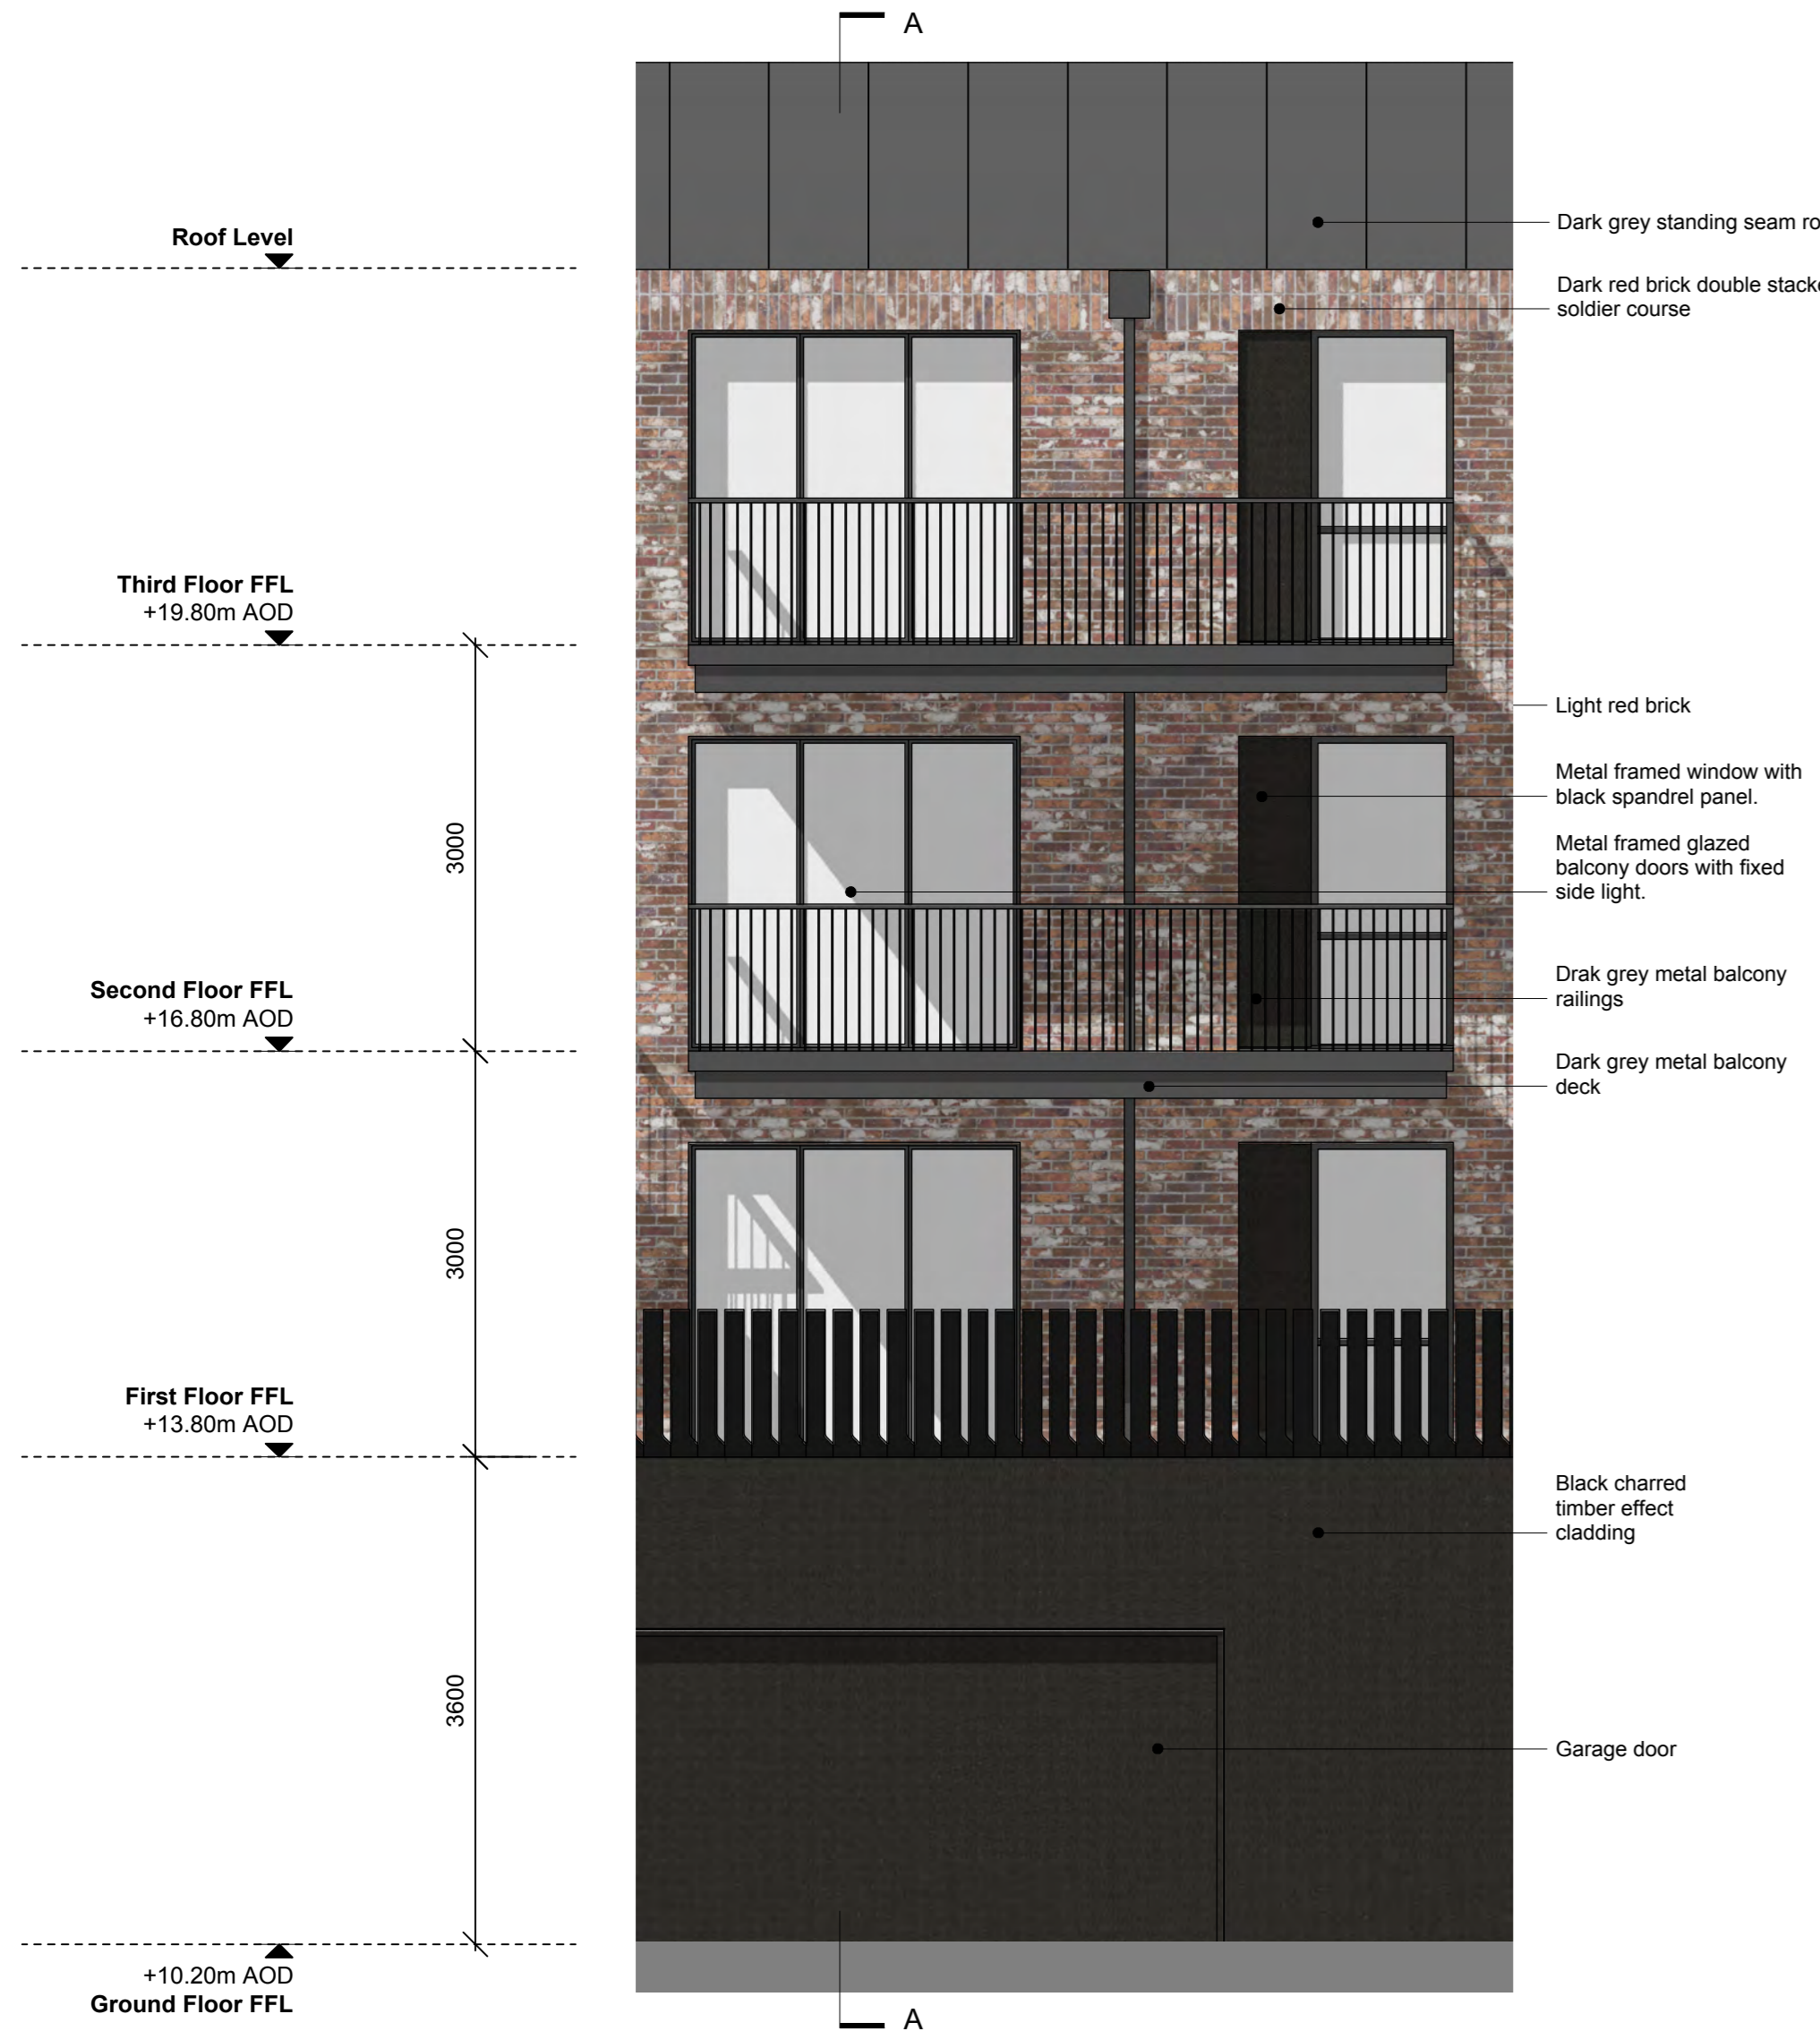 A
Roof Level
Dark grey standing seam ro
Dark red brick double stacke
soldier course
Third Floor FFL
+19.80m AOD
Light red brick
Metal framed window with
black spandrel panel.
3000
Metal framed glazed
balcony doors with fixed
side light.
Second Floor FFL
+16.80m AOD
Drak grey metal balcony
railings
Dark grey metal balcony
deck
3000
First Floor FFL
+13.80m AOD
Black charred
timber effect
cladding
3600
Garage door
+10.20m AOD
Ground Floor FFL
A